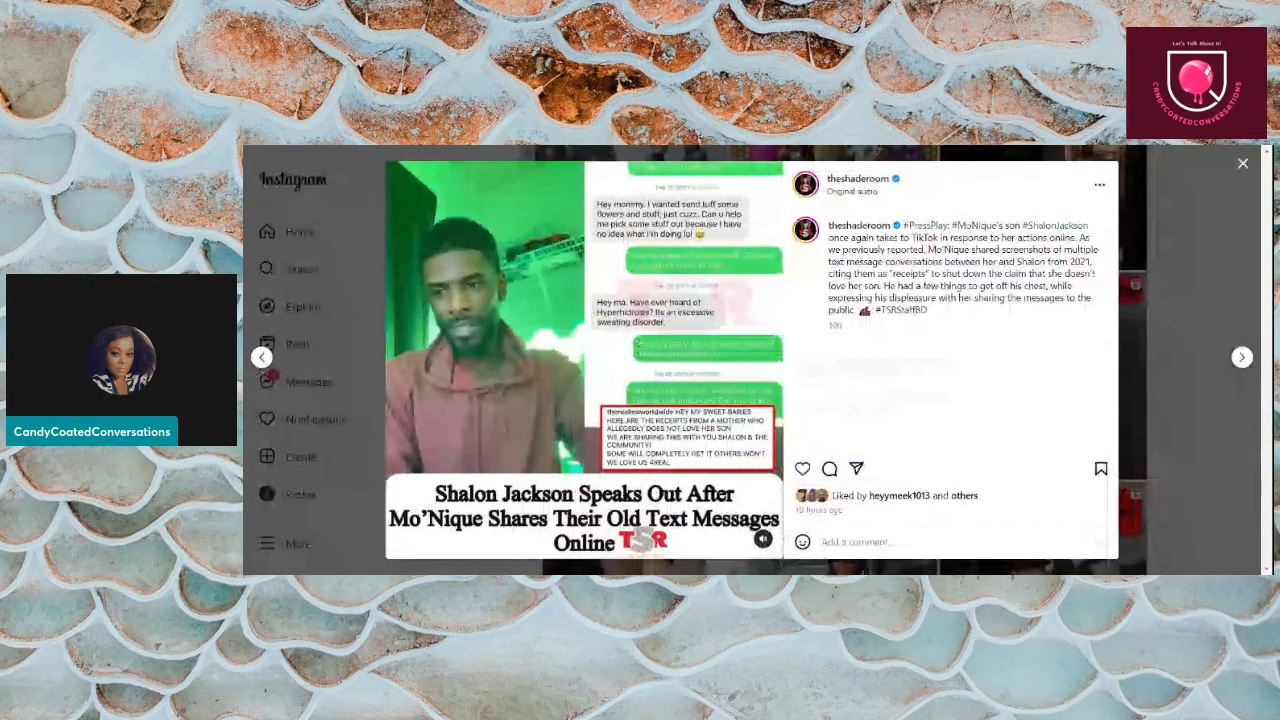 Let's Talk About It!
CANDYCOATEDCONVERSATIONS
Instagram
Home
Search
Explore
Reels
Messages
Notifications
Create
Profile
More
Hey mommy. I wanted send tuff some
flowers and stuff, just cuzz. Can u help
me pick some stuff out because I have
no idea what I'm doing lol
Hey ma. Have ever heard of
Hyperhidrosis? Its an excessive
sweating disorder.
therealmoworldwide HEY MY SWEET BABIES
HERE ARE THE RECEIPTS FROM A MOTHER WHO
ALLEGEDLY DOES NOT LOVE HER SON
WE ARE SHARING THIS WITH YOU SHALON & THE
COMMUNITY!
SOME WILL COMPLETELY GET IT OTHERS WON'T
WE LOVE US 4REAL
Shalon Jackson Speaks Out After
Mo'Nique Shares Their Old Text Messages
Online TSR
theshaderoom
Original audio
theshaderoom #PressPlay: #MoNique's son #ShalonJackson
once again takes to TikTok in response to her actions online. As
we previously reported, Mo'Nique shared screenshots of multiple
text message conversations between her and Shalon from 2021,
citing them as "receipts" to shut down the claim that she doesn't
love her son. He had a few things to get off his chest, while
expressing his displeasure with her sharing the messages to the
public. #TSRStaffBD
Liked by heyymeek1013 and others
Add a comment...
CandyCoatedConversations